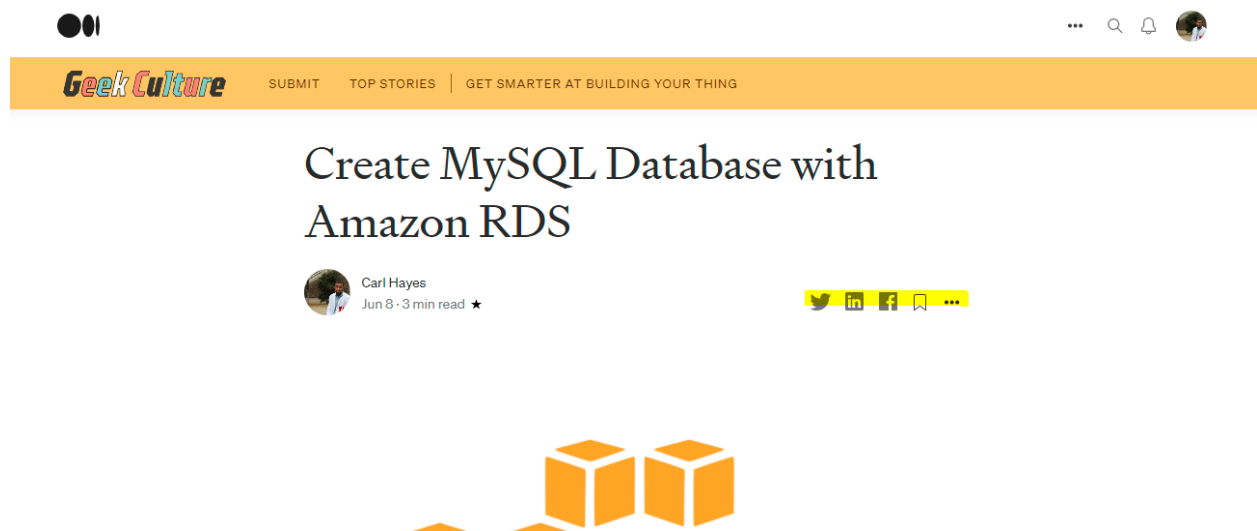 Geek Culture
SUBMIT TOP STORIES GET SMARTER AT BUILDING YOUR THING
Create MySQL Database with
Amazon RDS
Carl Hayes
Jun 8 · 3 min read ★
in f